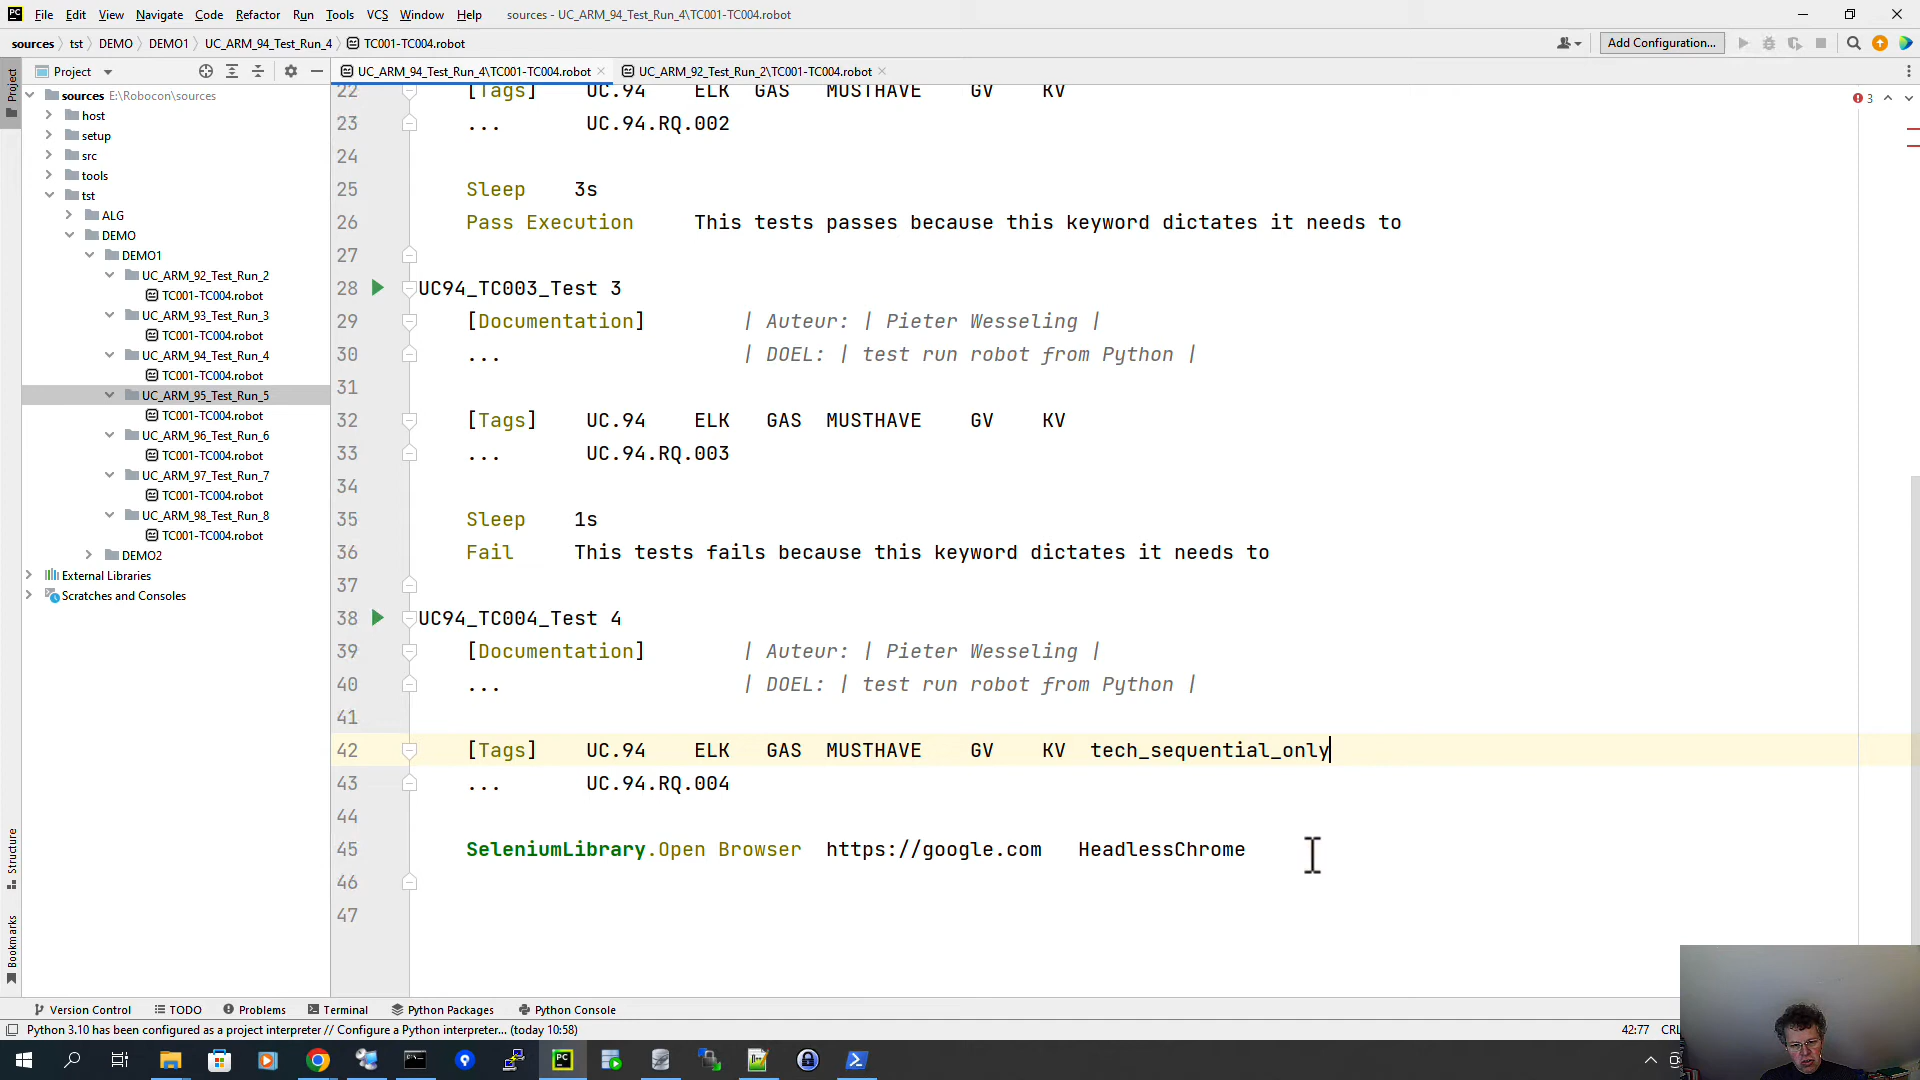 File Edit View Navigate Code Refactor Run Tools VCS Window Help sources - UC_ARM_94_Test_Run_4\TC001-TC004.robot
sources tst DEMO DEMO1 UC_ARM_94_Test_Run_4 TC001-TC004.robot Add Configuration...
Project UC_ARM_94_Test_Run_4\TC001-TC004.robot UC_ARM_92_Test_Run_2\TC001-TC004.robot
Project
sources E:\Robocon\sources
host
setup
src
tools
tst
ALG
DEMO
DEMO1
UC_ARM_92_Test_Run_2
TC001-TC004.robot
UC_ARM_93_Test_Run_3
TC001-TC004.robot
UC_ARM_94_Test_Run_4
TC001-TC004.robot
UC_ARM_95_Test_Run_5
TC001-TC004.robot
UC_ARM_96_Test_Run_6
TC001-TC004.robot
UC_ARM_97_Test_Run_7
TC001-TC004.robot
UC_ARM_98_Test_Run_8
TC001-TC004.robot
DEMO2
External Libraries
Scratches and Consoles
Structure
Bookmarks
3
22 [Tags] UC.94 ELK GAS MUSTHAVE GV KV
23 ... UC.94.RQ.002
24
25 Sleep 3s
26 Pass Execution This tests passes because this keyword dictates it needs to
27
28 UC94_TC003_Test 3
29 [Documentation] | Auteur: | Pieter Wesseling |
30 ... | DOEL: | test run robot from Python |
31
32 [Tags] UC.94 ELK GAS MUSTHAVE GV KV
33 ... UC.94.RQ.003
34
35 Sleep 1s
36 Fail This tests fails because this keyword dictates it needs to
37
38 UC94_TC004_Test 4
39 [Documentation] | Auteur: | Pieter Wesseling |
40 ... | DOEL: | test run robot from Python |
41
42 [Tags] UC.94 ELK GAS MUSTHAVE GV KV tech_sequential_only
43 ... UC.94.RQ.004
44
45 SeleniumLibrary.Open Browser https://google.com HeadlessChrome
46
47
Version Control TODO Problems Terminal Python Packages Python Console
Python 3.10 has been configured as a project interpreter // Configure a Python interpreter... (today 10:58) 42:77 CRL
PC